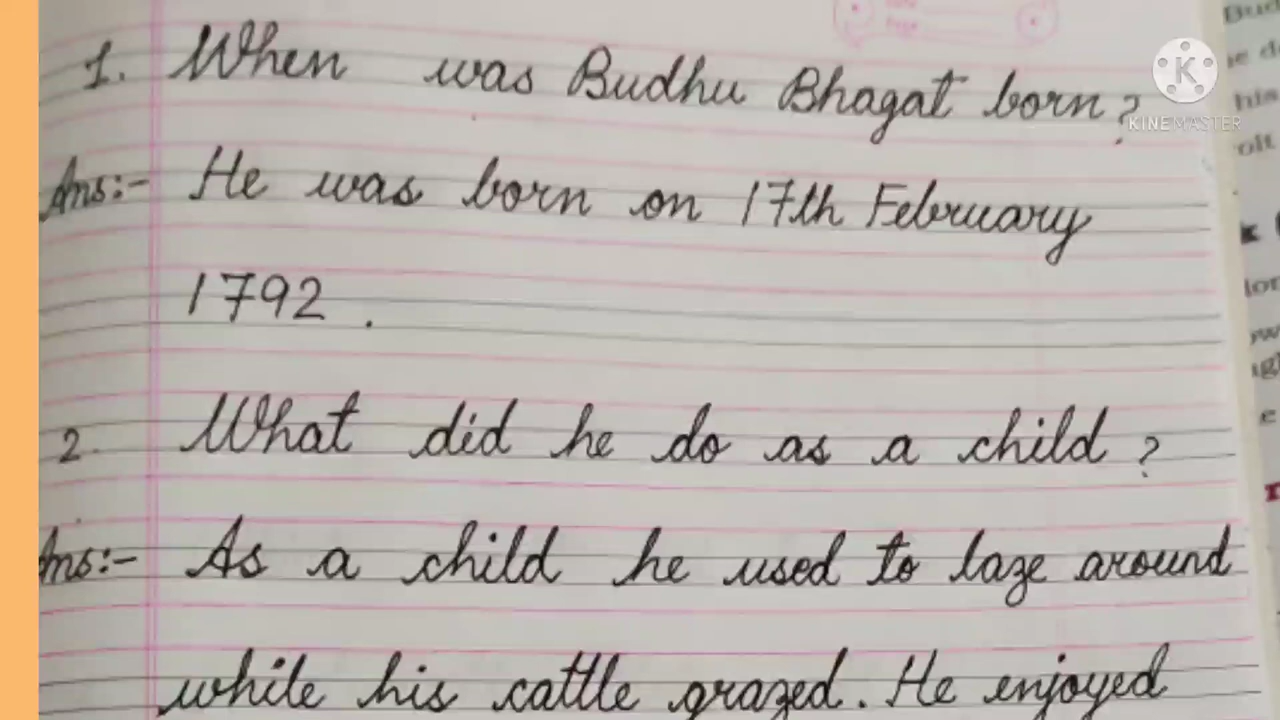 1. When was Budhu Bhagat born?
KINEMASTER
Ans:- He was born on 17th February
1792.
2. What did he do as a child?
Ans:- As a child he used to laze around
while his cattle grazed. He enjoyed